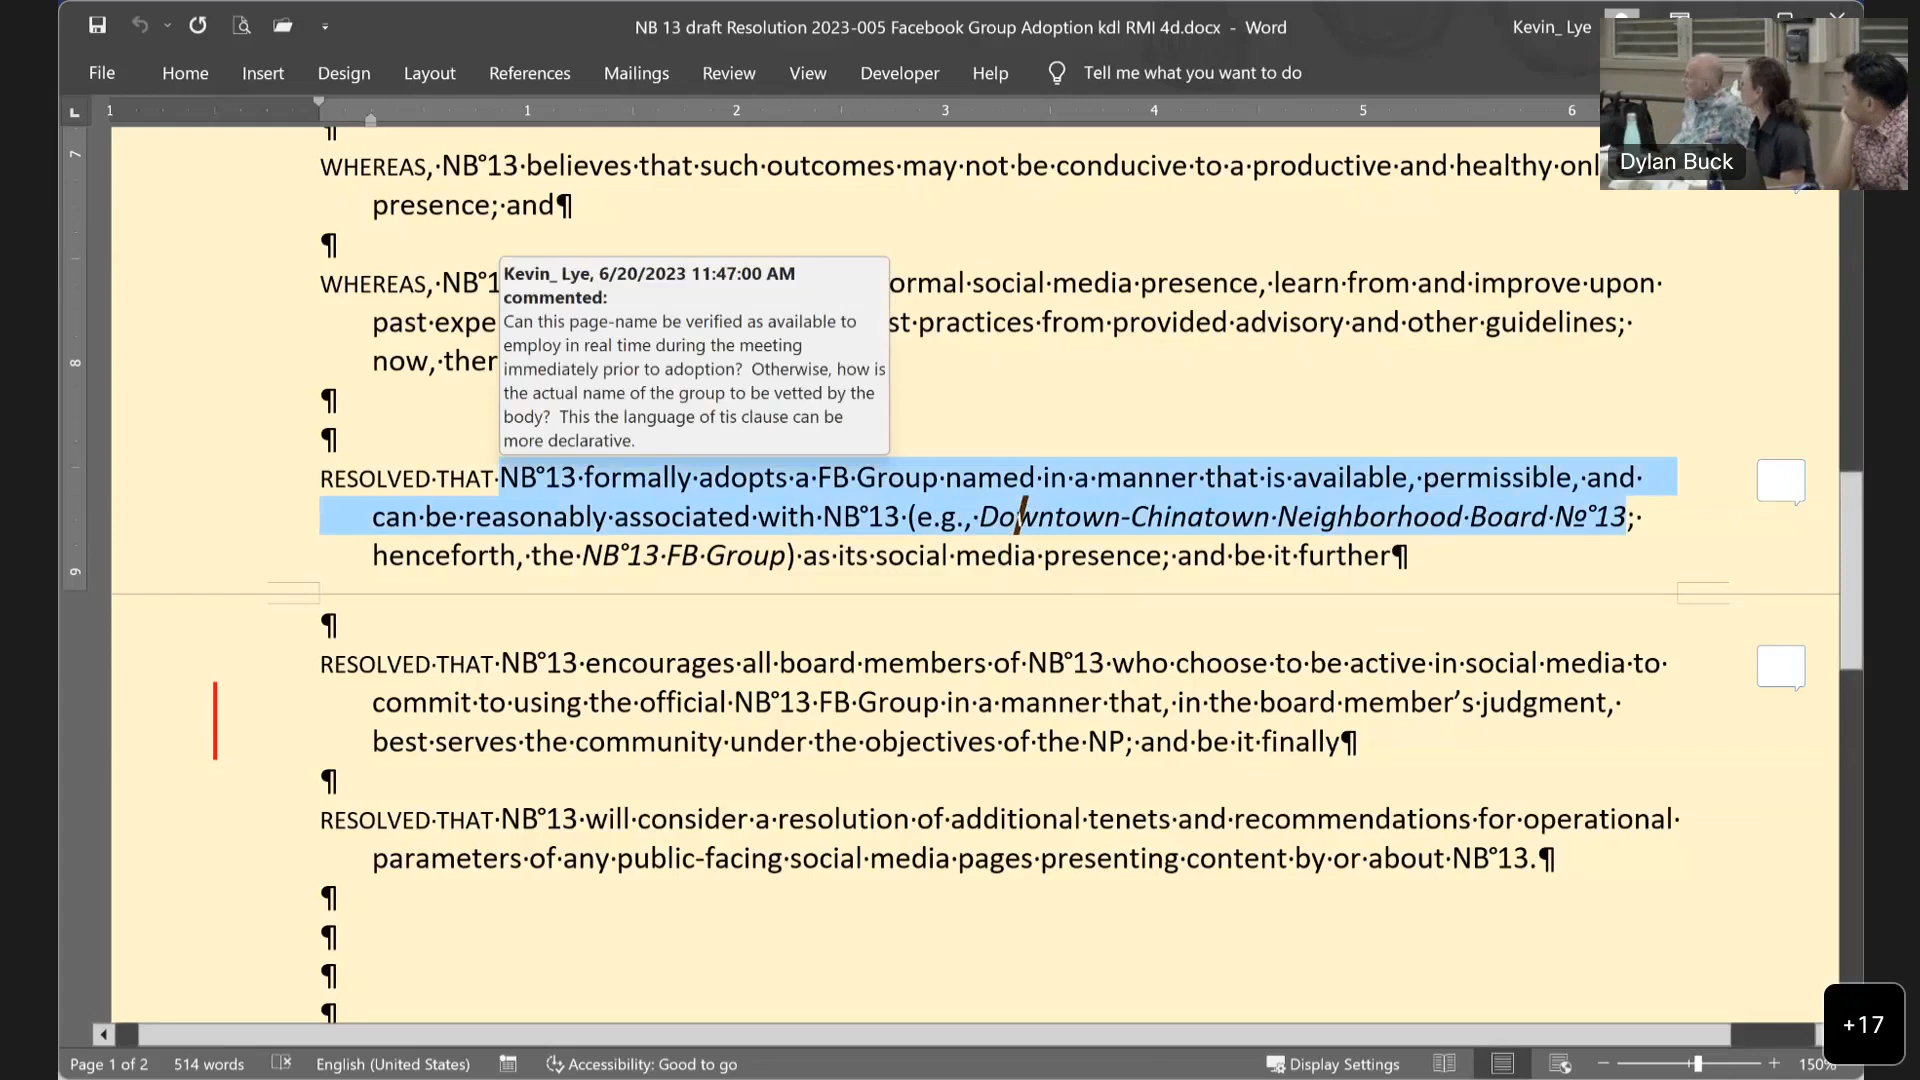 NB 13 draft Resolution 2023-005 Facebook Group Adoption kdl RMI 4d.docx - Word
Kevin_ Lye
File Home Insert Design Layout References Mailings Review View Developer Help Tell me what you want to do
1 1 2 3 4 5 6
Dylan Buck
7
8
9
¶
WHEREAS,·NB°13·believes·that·such·outcomes·may·not·be·conducive·to·a·productive·and·healthy·
presence;·and¶
¶
WHEREAS,·
ormal·social·media·presence,·learn·from·and·improve·upon·
past·
practices·from·provided·advisory·and·other·guidelines;·
now,·
¶
¶
Kevin_ Lye, 6/20/2023 11:47:00 AM
commented:
Can this page-name be verified as available to
employ in real time during the meeting
immediately prior to adoption?  Otherwise, how is
the actual name of the group to be vetted by the
body?  This the language of tis clause can be
more declarative.
RESOLVED·THAT·NB°13·formally·adopts·a·FB·Group·named·in·a·manner·that·is·available,·permissible,·and·
can·be·reasonably·associated·with·NB°13·(e.g.,·Downtown-Chinatown·Neighborhood·Board·№°13;·
henceforth,·the·NB°13·FB·Group)·as·its·social·media·presence;·and·be·it·further¶
¶
RESOLVED·THAT·NB°13·encourages·all·board·members·of·NB°13·who·choose·to·be·active·in·social·media·to·
commit·to·using·the·official·NB°13·FB·Group·in·a·manner·that,·in·the·board·member’s·judgment,·
best·serves·the·community·under·the·objectives·of·the·NP;·and·be·it·finally¶
¶
RESOLVED·THAT·NB°13·will·consider·a·resolution·of·additional·tenets·and·recommendations·for·operational·
parameters·of·any·public-facing·social·media·pages·presenting·content·by·or·about·NB°13.¶
¶
¶
¶
¶
+17
Page 1 of 2 514 words English (United States) Accessibility: Good to go Display Settings 150%